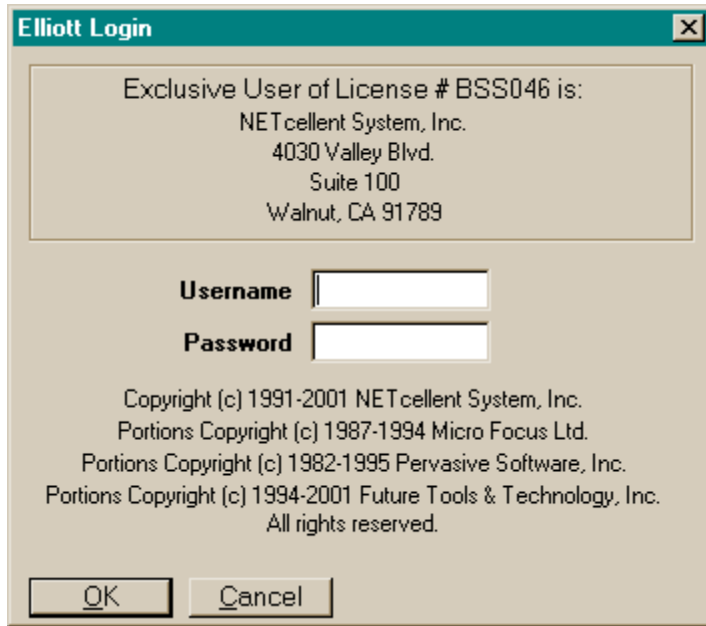 Elliott Login
Exclusive User of License # BSS046 is:
NETcellent System, Inc.
4030 Valley Blvd.
Suite 100
Walnut, CA 91789
Username
Password
Copyright (c) 1991-2001 NETcellent System, Inc.
Portions Copyright (c) 1987-1994 Micro Focus Ltd.
Portions Copyright (c) 1982-1995 Pervasive Software, Inc.
Portions Copyright (c) 1994-2001 Future Tools & Technology, Inc.
All rights reserved.
OK Cancel